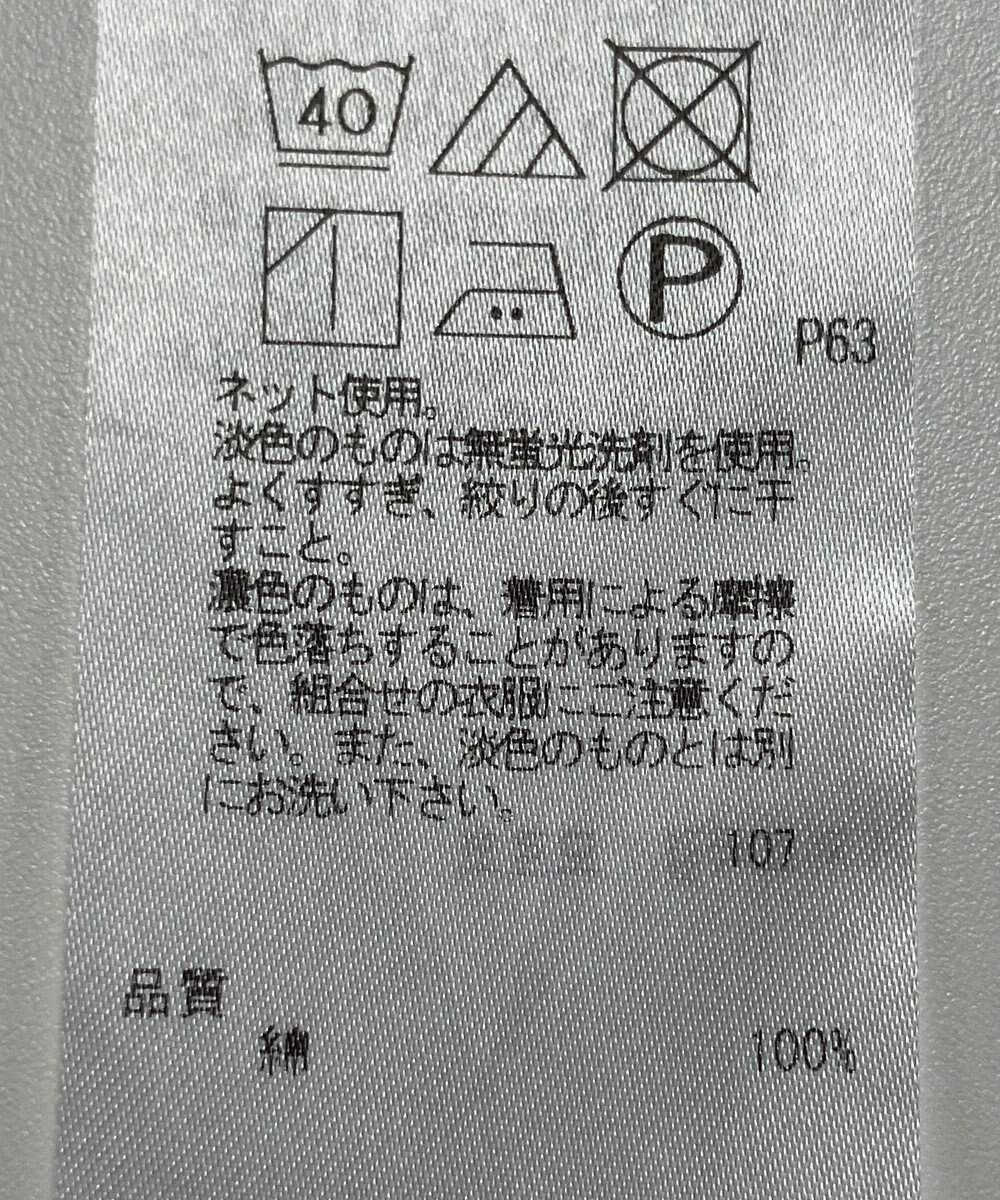 40
P
P63
ネット使用。
淡色のものは無蛍光洗剤を使用。
よくすすぎ、絞りの後すぐに干
すこと。
濃色のものは、着用による摩擦
で色落ちすることがありますの
で、組合せの衣服にご注意くだ
さい。また、淡色のものとは別
にお洗い下さい。
107
品質
綿 100%